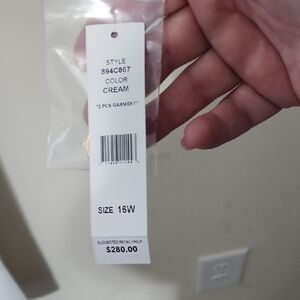 STYLE
894C867
COLOR
CREAM
"2 PCS GARMENT"
SIZE 16W
SUGGESTED RETAIL PRICE
$280.00